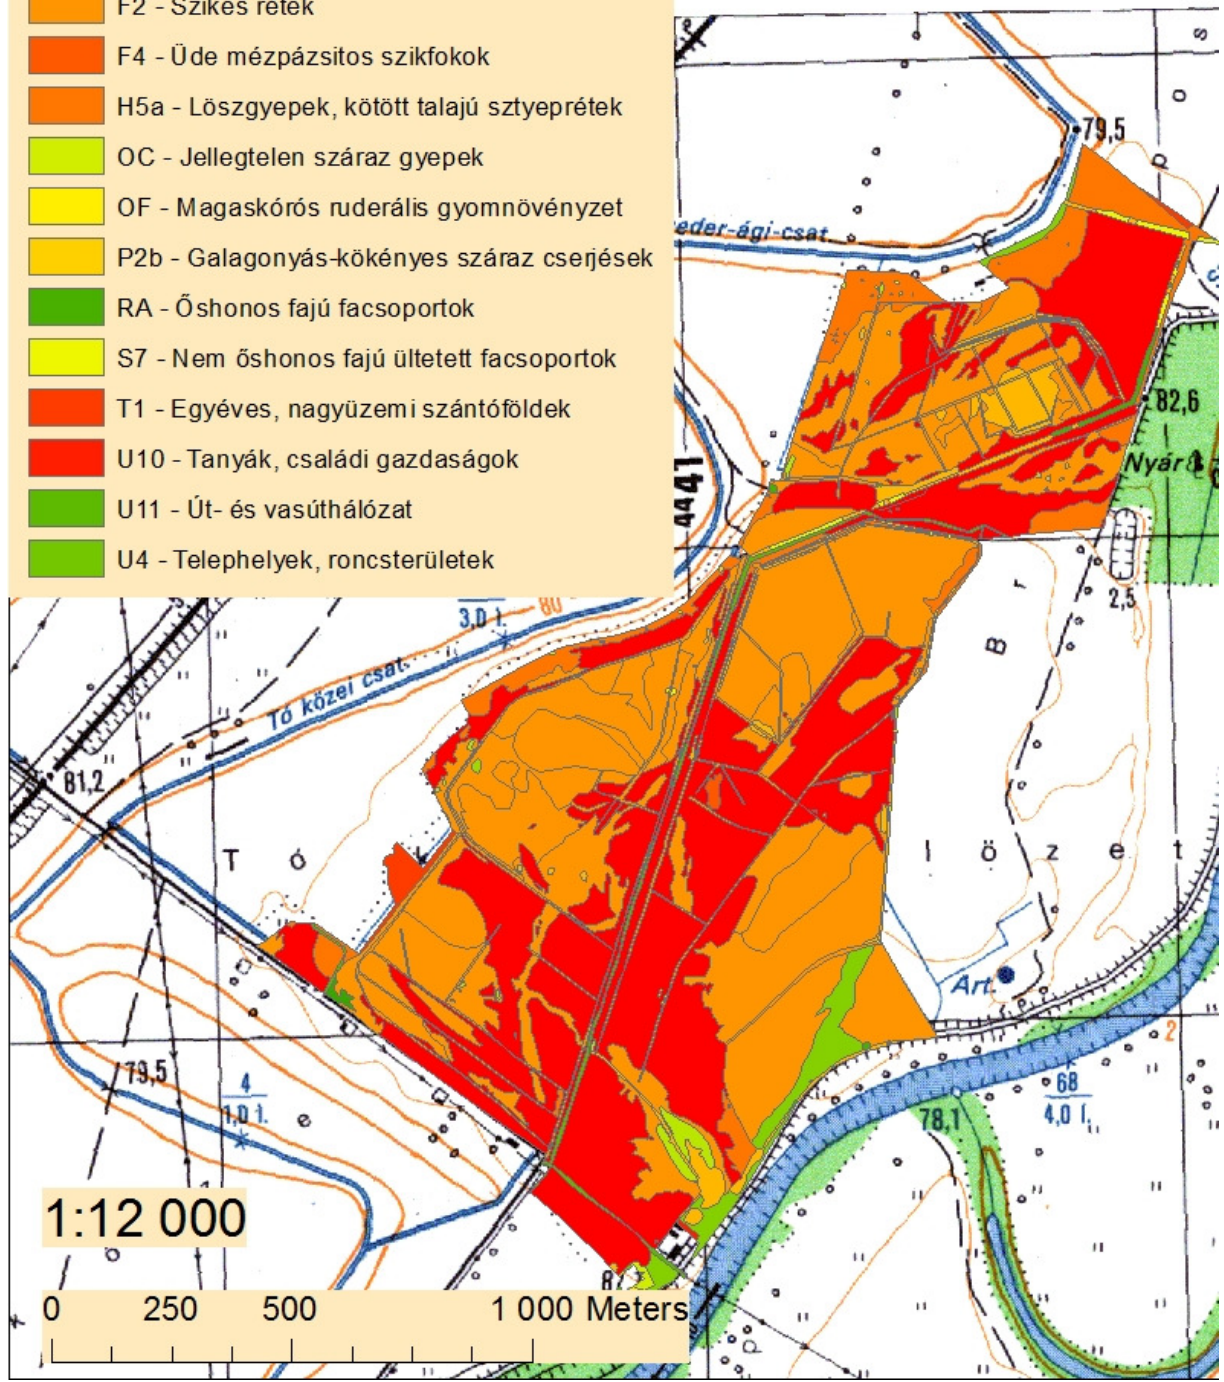 F2 - Szikes rétek
F4 - Üde mézpázsitos szikfokok
H5a - Löszgyepek, kötött talajú sztyeprétek
OC - Jellegtelen száraz gyepek
OF - Magaskórós ruderális gyomnövényzet
P2b - Galagonyás-kökényes száraz cserjések
RA - Őshonos fajú facsoportok
S7 - Nem őshonos fajú ültetett facsoportok
T1 - Egyéves, nagyüzemi szántóföldek
U10 - Tanyák, családi gazdaságok
U11 - Út- és vasúthálózat
U4 - Telephelyek, roncsterületek
79,5
eder-ági-csat.
82,6
Nyár
4441
2,5
B r
80
3,0 i.
Tó közei csat.
81,2
T ó k
l ö z e t
Árt.
79,5
4
1,0 i.
2
68
4,0 i.
78,1
1:12 000
0 250 500 1 000 Meters